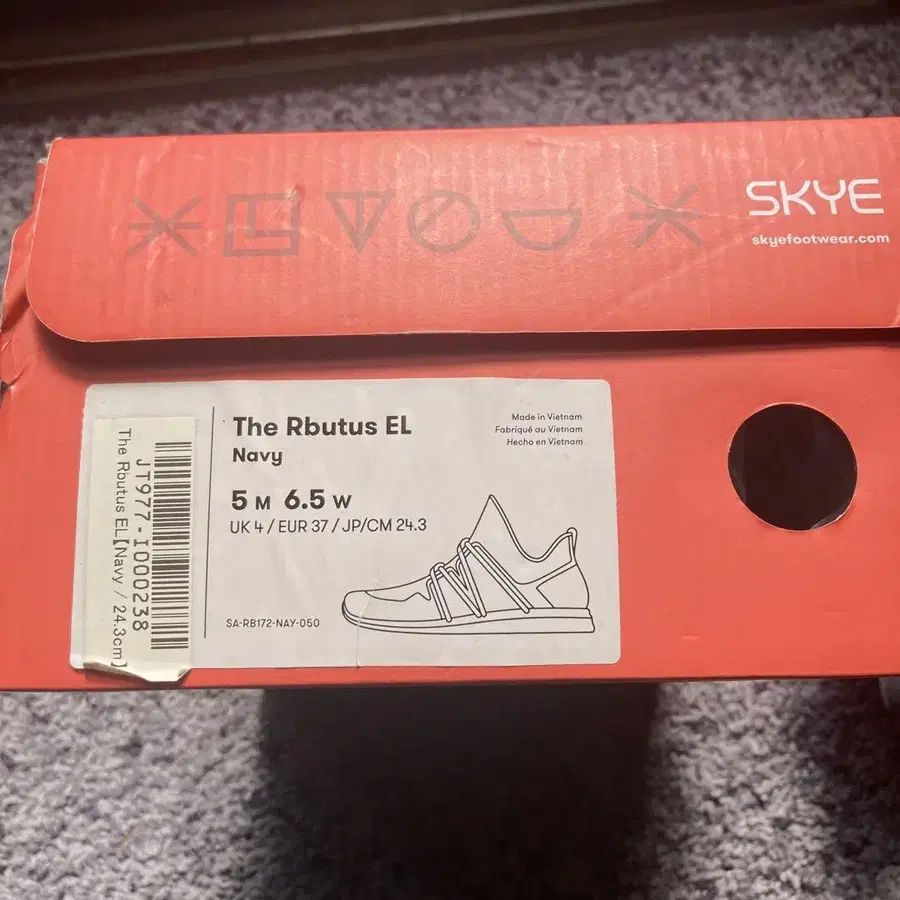 SKYE
skyefootwear.com
The Rbutus EL
Navy
Made in Vietnam
Fabriqué au Vietnam
Hecho en Vietnam
5 M 6.5 W
UK 4 / EUR 37 / JP/CM 24.3
SA-RB172-NAY-050
JT977-I000238
The Rbutus EL【Navy / 24.3cm】